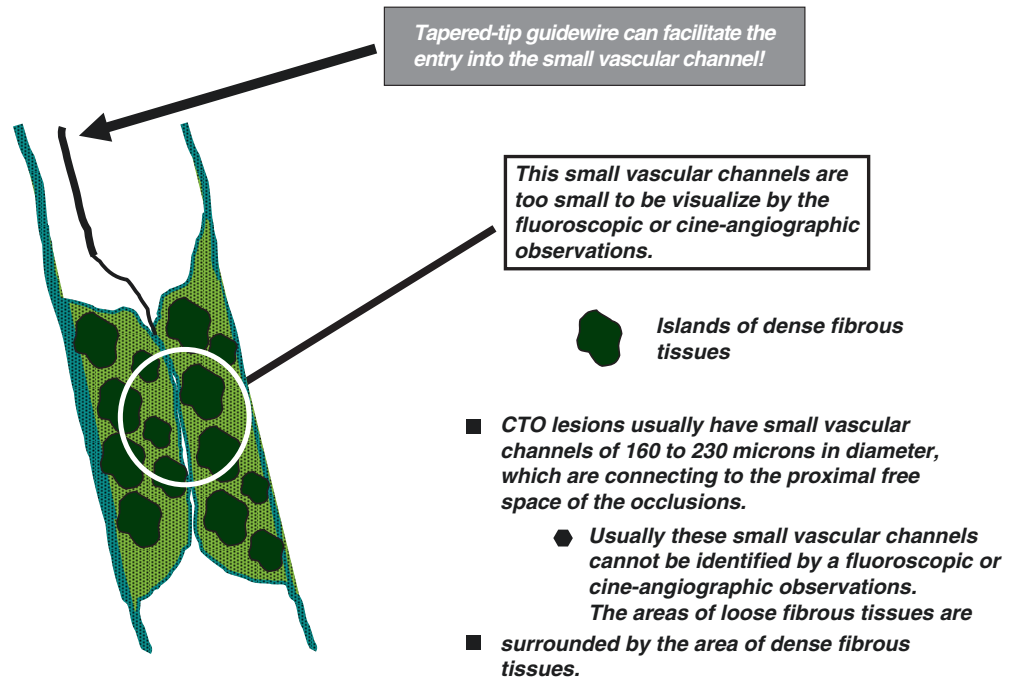 Tapered-tip guidewire can facilitate the
entry into the small vascular channel!
This small vascular channels are
too small to be visualize by the
fluoroscopic or cine-angiographic
observations.
Islands of dense fibrous
tissues
CTO lesions usually have small vascular
channels of 160 to 230 microns in diameter,
which are connecting to the proximal free
space of the occlusions.
Usually these small vascular channels
cannot be identified by a fluoroscopic or
cine-angiographic observations.
The areas of loose fibrous tissues are
surrounded by the area of dense fibrous
tissues.